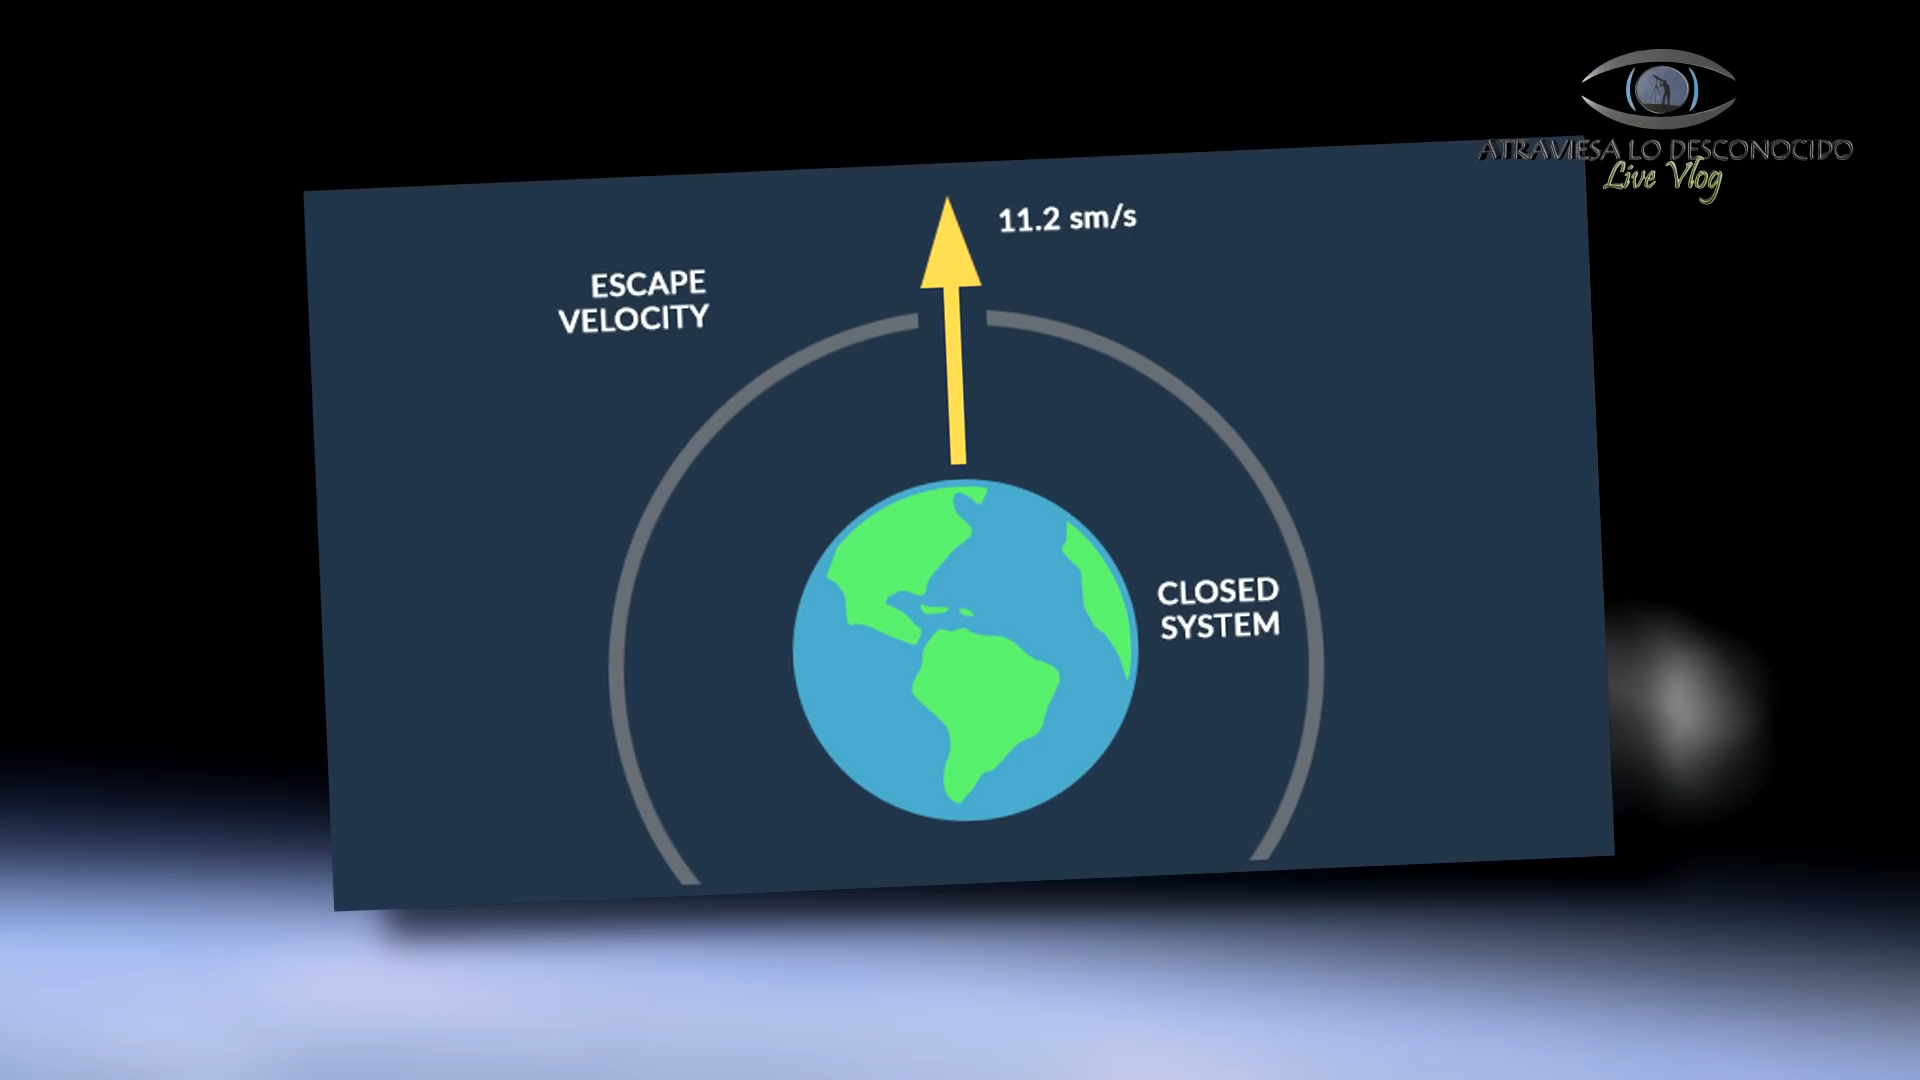 ATRAVIESA LO DESCONOCIDO
Live Vlog
11.2 sm/s
ESCAPE
VELOCITY
CLOSED
SYSTEM